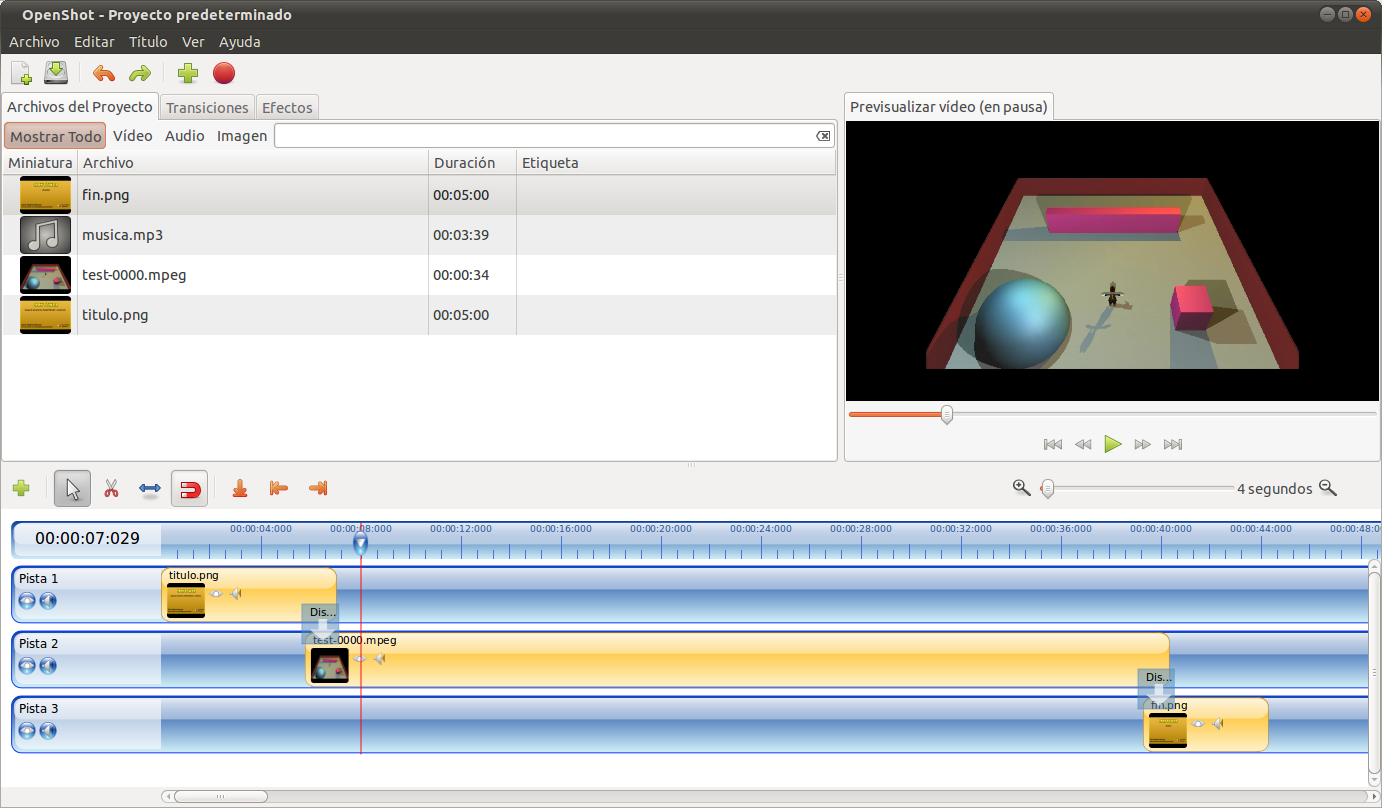 OpenShot - Proyecto predeterminado
Archivo Editar Título Ver Ayuda
Archivos del Proyecto Transiciones Efectos
Previsualizar vídeo (en pausa)
Mostrar Todo Vídeo Audio Imagen
Miniatura Archivo Duración Etiqueta
fin.png 00:05:00
musica.mp3 00:03:39
test-0000.mpeg 00:00:34
titulo.png 00:05:00
4 segundos
00:00:07:029
00:00:04:000 00:00:08:000 00:00:12:000 00:00:16:000 00:00:20:000 00:00:24:000 00:00:28:000 00:00:32:000 00:00:36:000 00:00:40:000 00:00:44:000 00:00:48:0
Pista 1
titulo.png
Dis...
Pista 2
test-0000.mpeg
Dis...
Pista 3
fin.png